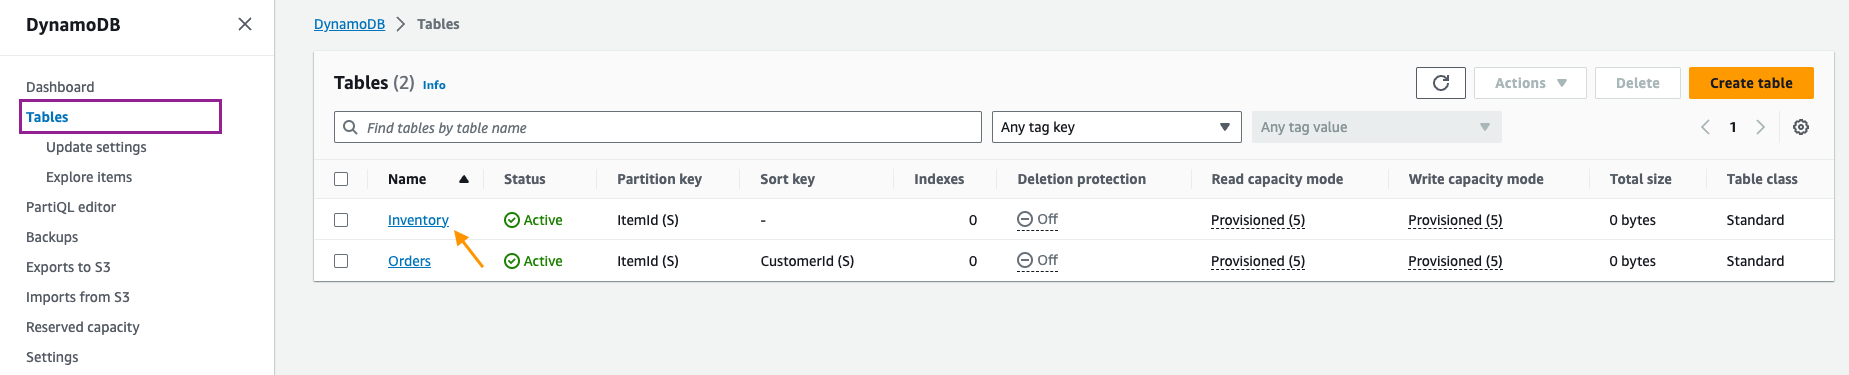 DynamoDB
Dashboard
Tables
Update settings
Explore items
PartiQL editor
Backups
Exports to S3
Imports from S3
Reserved capacity
Settings
DynamoDB Tables
Tables (2) Info Actions Delete Create table
Find tables by table name Any tag key Any tag value 1
Name Status Partition key Sort key Indexes Deletion protection Read capacity mode Write capacity mode Total size Table class
Inventory Active ItemId (S) - 0 Off Provisioned (5) Provisioned (5) 0 bytes Standard
Orders Active ItemId (S) CustomerId (S) 0 Off Provisioned (5) Provisioned (5) 0 bytes Standard